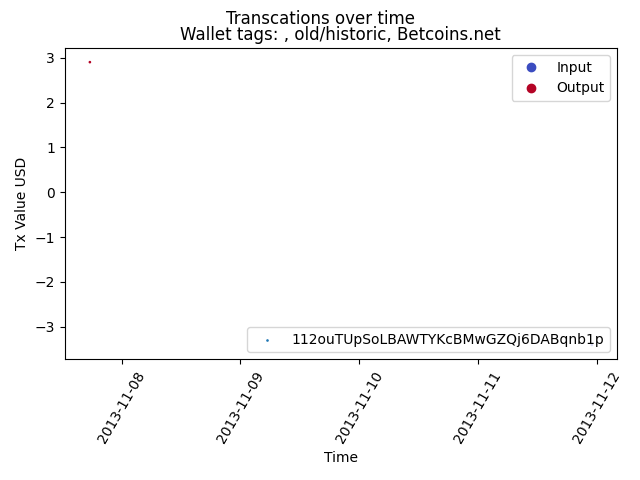 Transcations over time
Wallet tags: , old/historic, Betcoins.net
3
2
1
0
−1
−2
−3
Tx Value USD
Input
Output
112ouTUpSoLBAWTYKcBMwGZQj6DABqnb1p
2013-11-08
2013-11-09
2013-11-10
2013-11-11
2013-11-12
Time